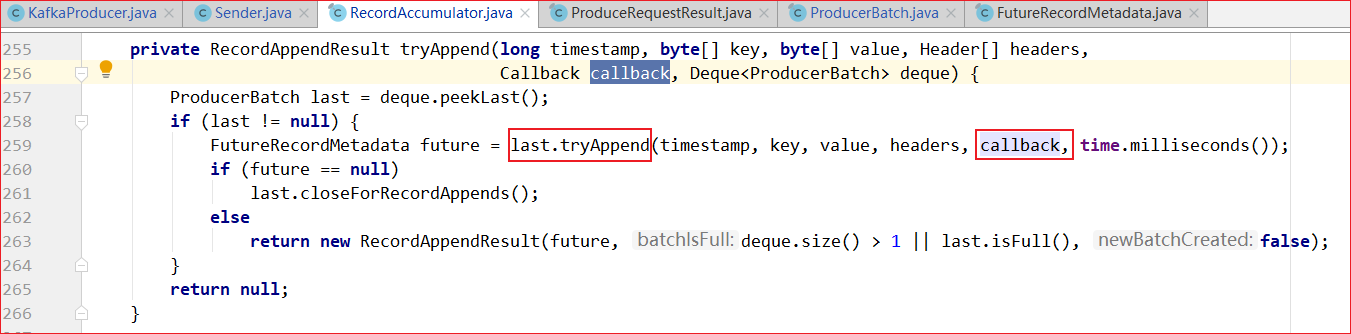 KafkaProducer.java Sender.java RecordAccumulator.java ProduceRequestResult.java ProducerBatch.java FutureRecordMetadata.java
255 private RecordAppendResult tryAppend(long timestamp, byte[] key, byte[] value, Header[] headers,
256 Callback callback, Deque<ProducerBatch> deque) {
257 ProducerBatch last = deque.peekLast();
258 if (last != null) {
259 FutureRecordMetadata future = last.tryAppend(timestamp, key, value, headers, callback, time.milliseconds());
260 if (future == null)
261 last.closeForRecordAppends();
262 else
263 return new RecordAppendResult(future, batchIsFull: deque.size() > 1 || last.isFull(), newBatchCreated: false);
264 }
265 return null;
266 }